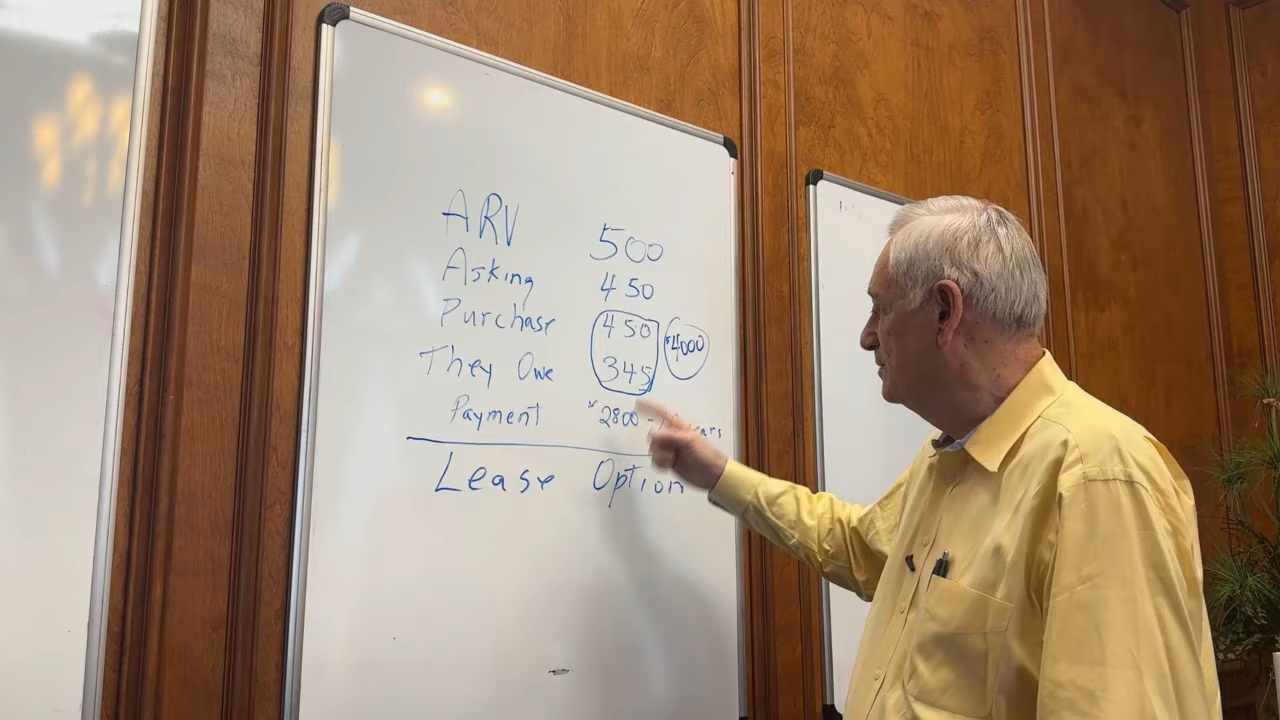 ARV 500
Asking 450
Purchase 450 $4000
They Owe 345
Payment $2800 -
Lease Option